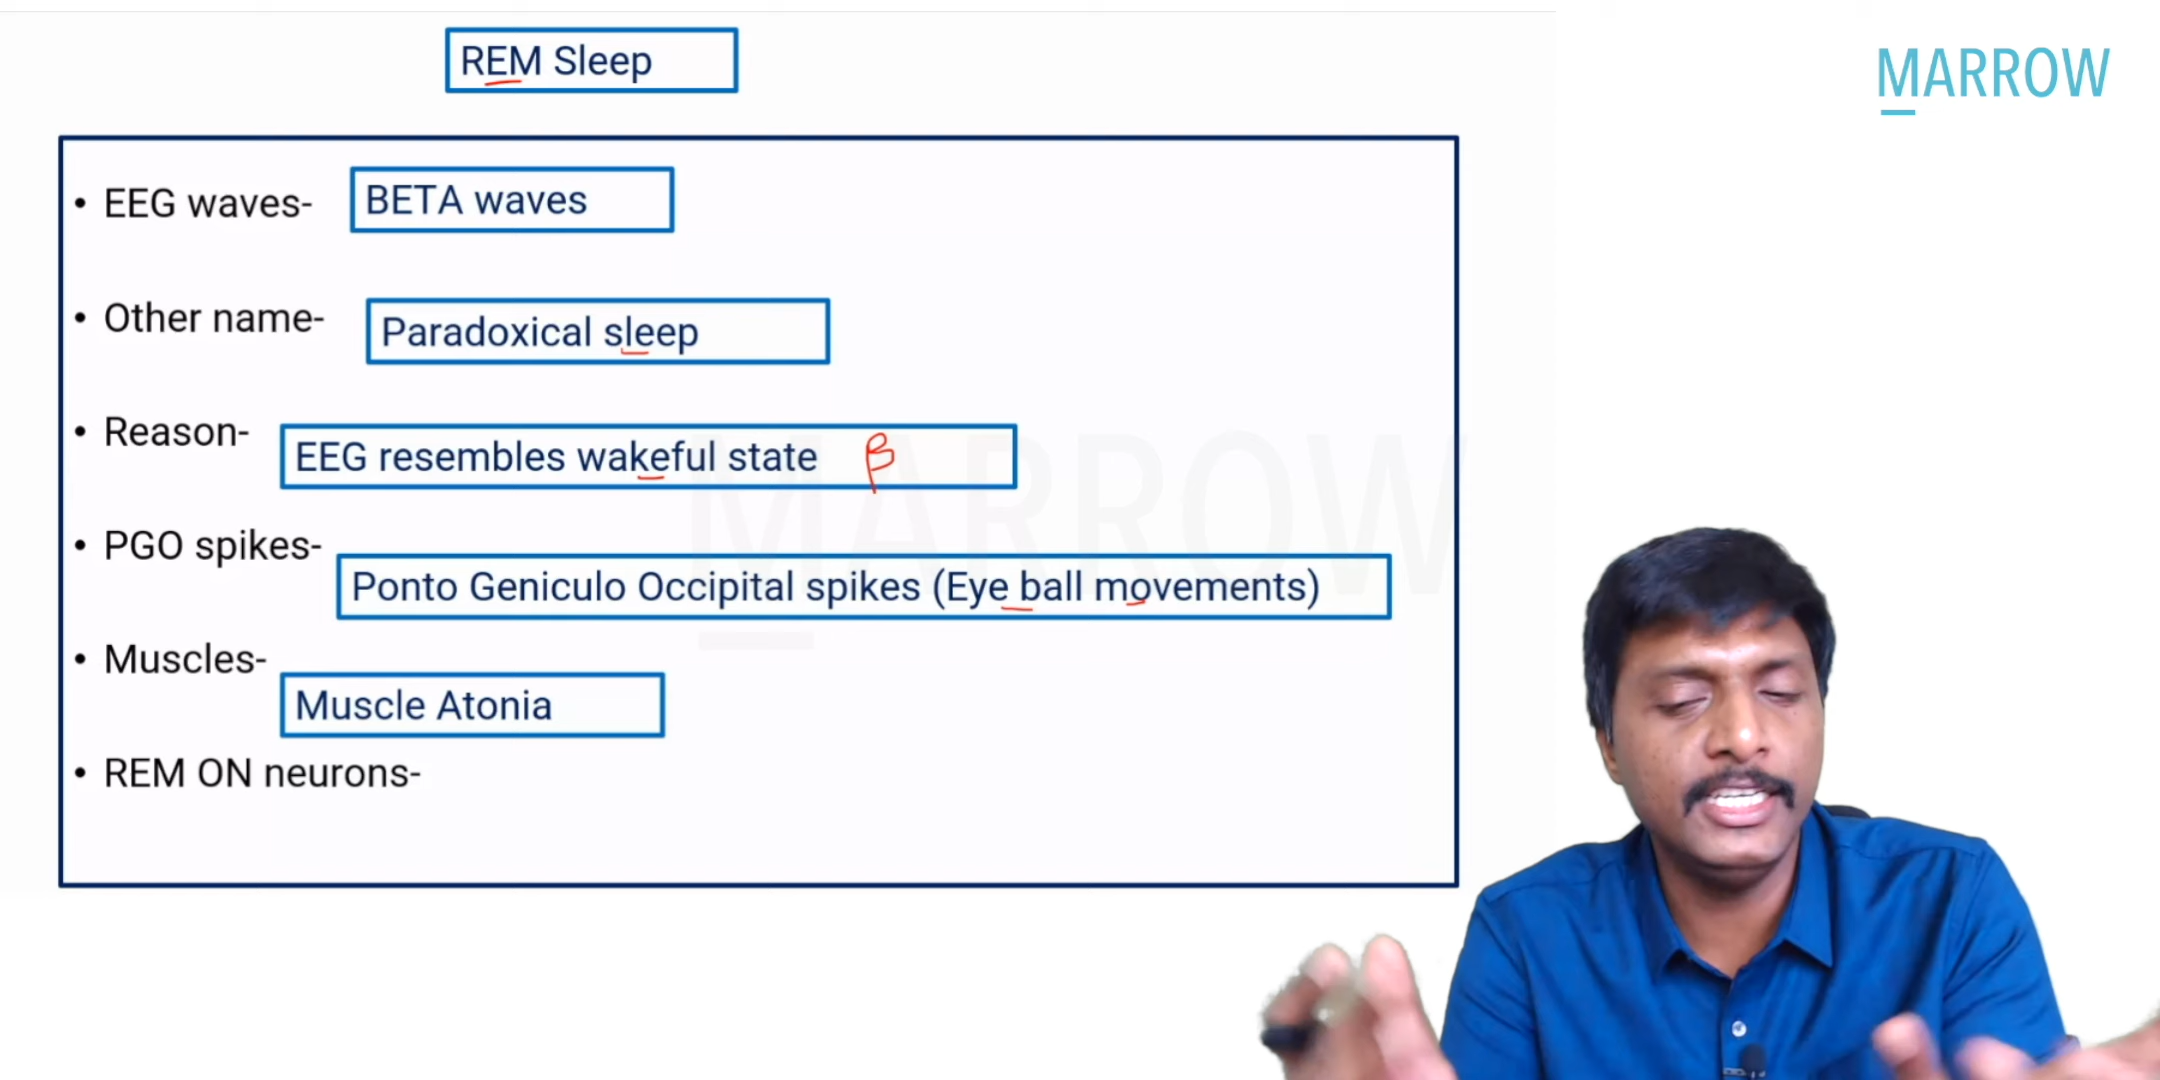 REM Sleep
MARROW
• EEG waves- BETA waves
• Other name- Paradoxical sleep
• Reason- EEG resembles wakeful state β
• PGO spikes- Ponto Geniculo Occipital spikes (Eye ball movements)
• Muscles- Muscle Atonia
• REM ON neurons-
MARROW